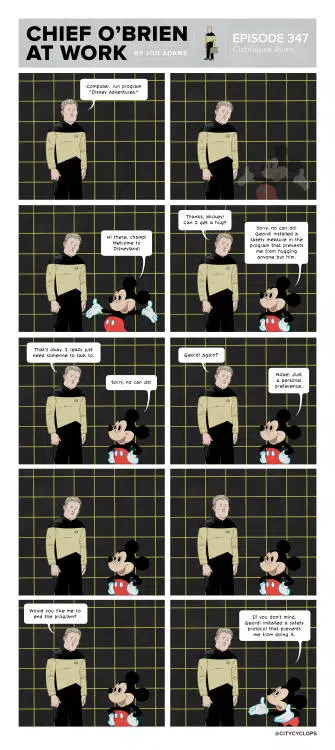 CHIEF O'BRIEN
AT WORK
BY JON ADAMS
EPISODE 347
Clubhouse Rules
Computer, run program
"Disney Adventures."
Hi there, champ!
Welcome to
Disneyland!
Thanks, Mickey!
Can I get a hug?
Sorry, no can do!
Geordi installed a
safety measure in the
program that prevents
me from hugging
anyone but him.
That's okay. I really just
need someone to talk to.
Sorry, no can do!
Geordi again?
Nope! Just
a personal
preference.
Would you like me to
end the program?
If you don't mind.
Geordi installed a safety
protocol that prevents
me from doing it.
@CITYCYCLOPS